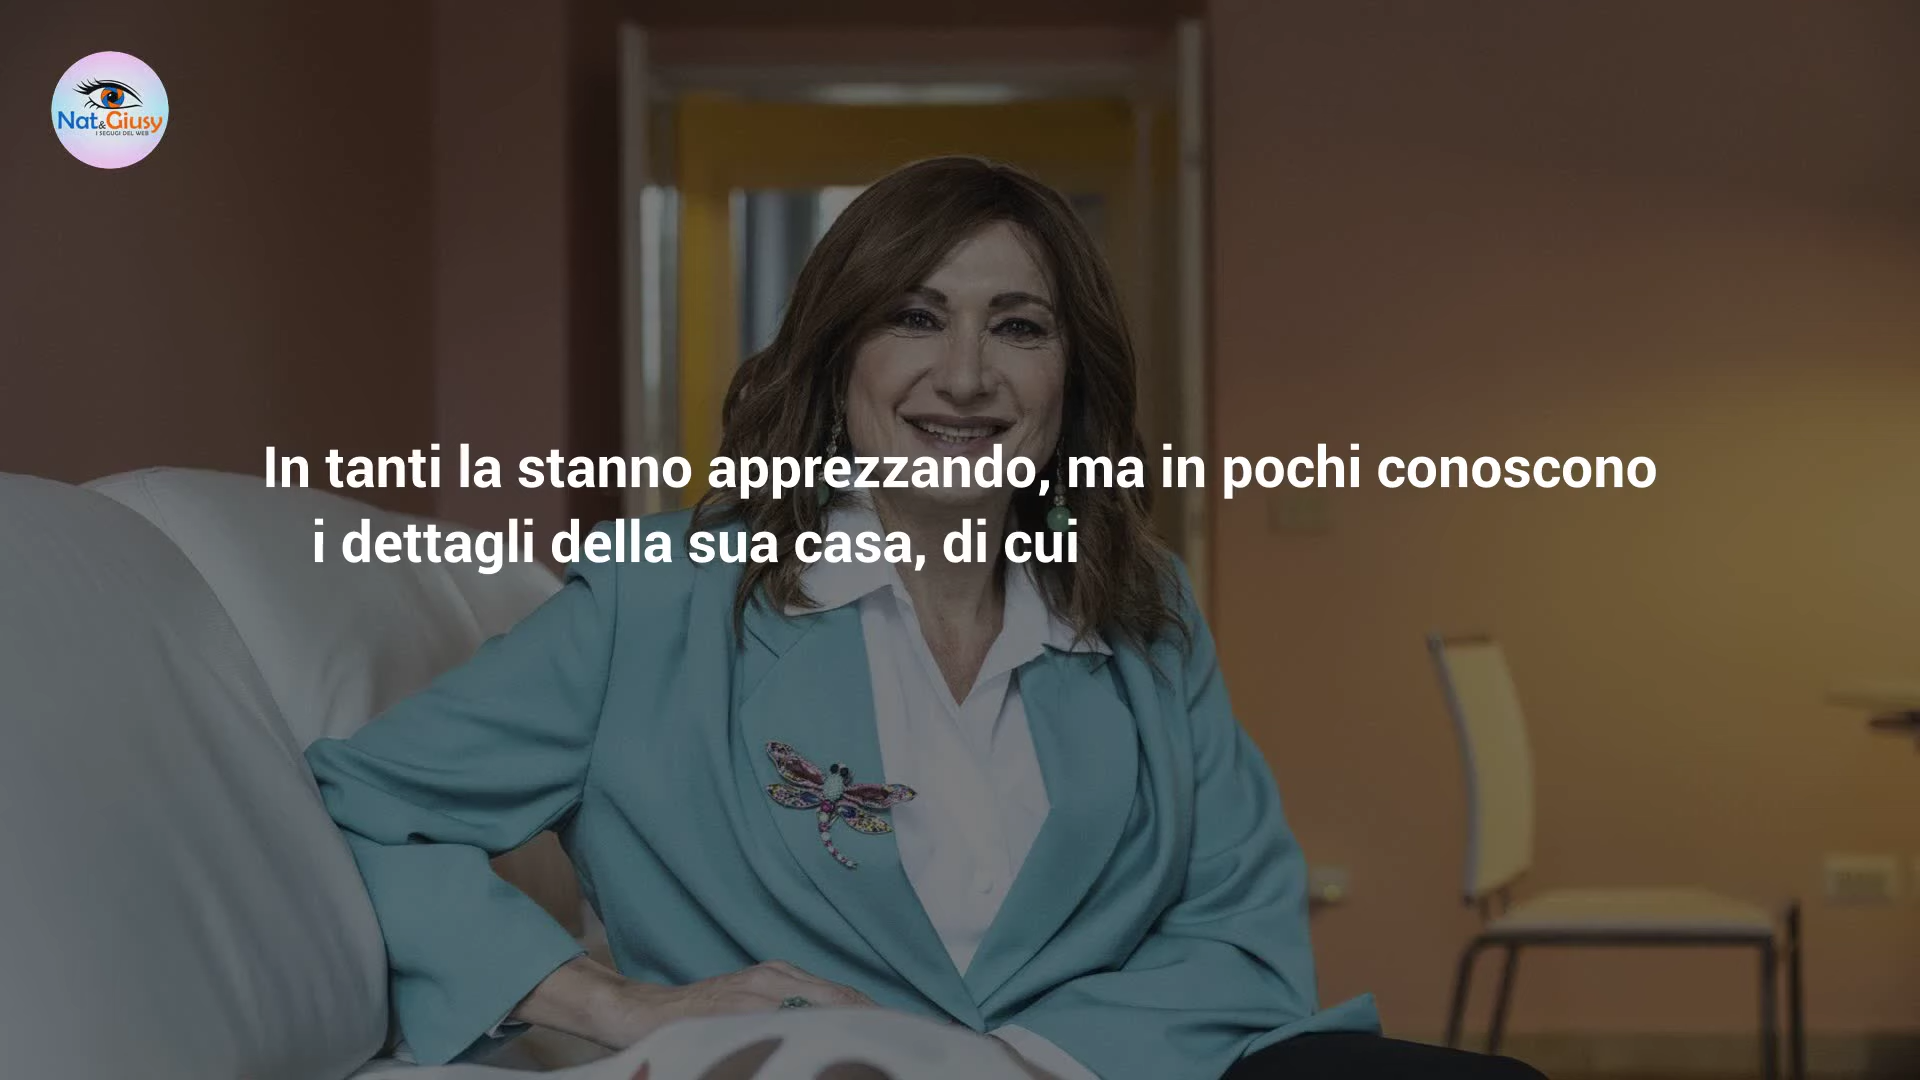 Nat&Giusy
I SEGUGI DEL WEB
In tanti la stanno apprezzando, ma in pochi conoscono
i dettagli della sua casa, di cui